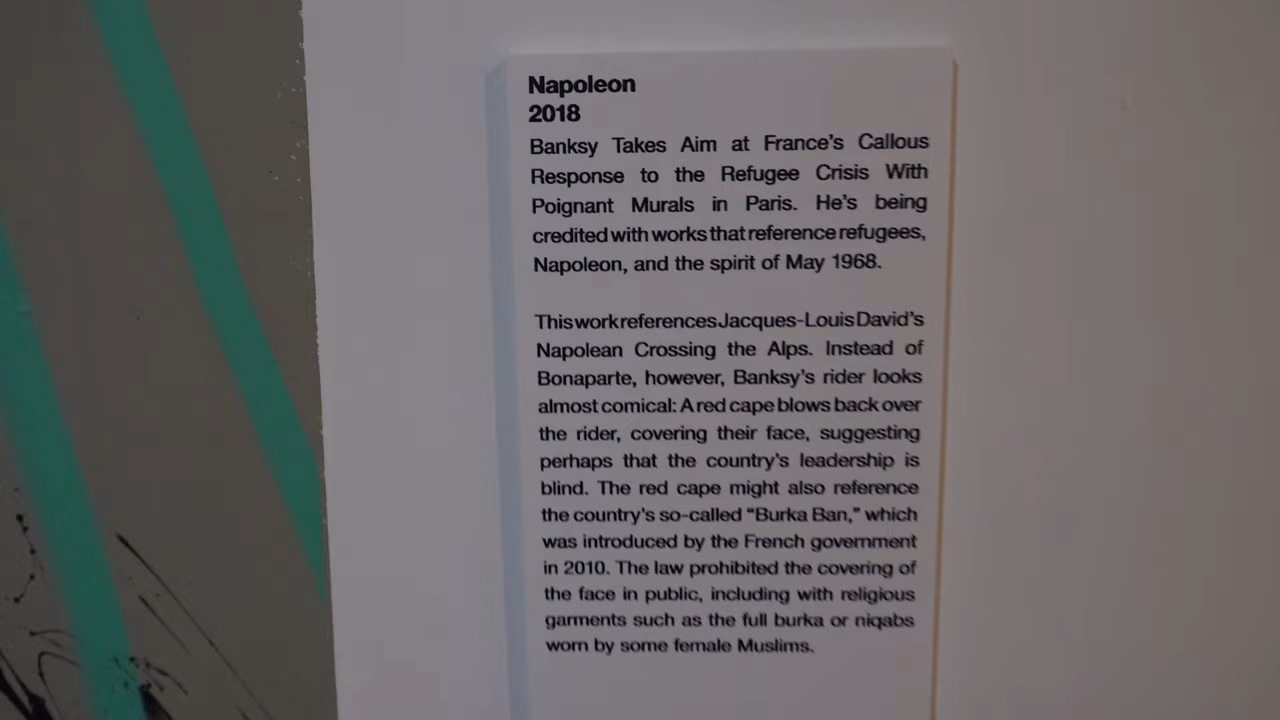 Napoleon
2018
Banksy Takes Aim at France's Callous
Response to the Refugee Crisis With
Poignant Murals in Paris. He's being
credited with works that reference refugees,
Napoleon, and the spirit of May 1968.
This work references Jacques-Louis David's
Napolean Crossing the Alps. Instead of
Bonaparte, however, Banksy's rider looks
almost comical: A red cape blows back over
the rider, covering their face, suggesting
perhaps that the country's leadership is
blind. The red cape might also reference
the country's so-called "Burka Ban," which
was introduced by the French government
in 2010. The law prohibited the covering of
the face in public, including with religious
garments such as the full burka or niqabs
worn by some female Muslims.